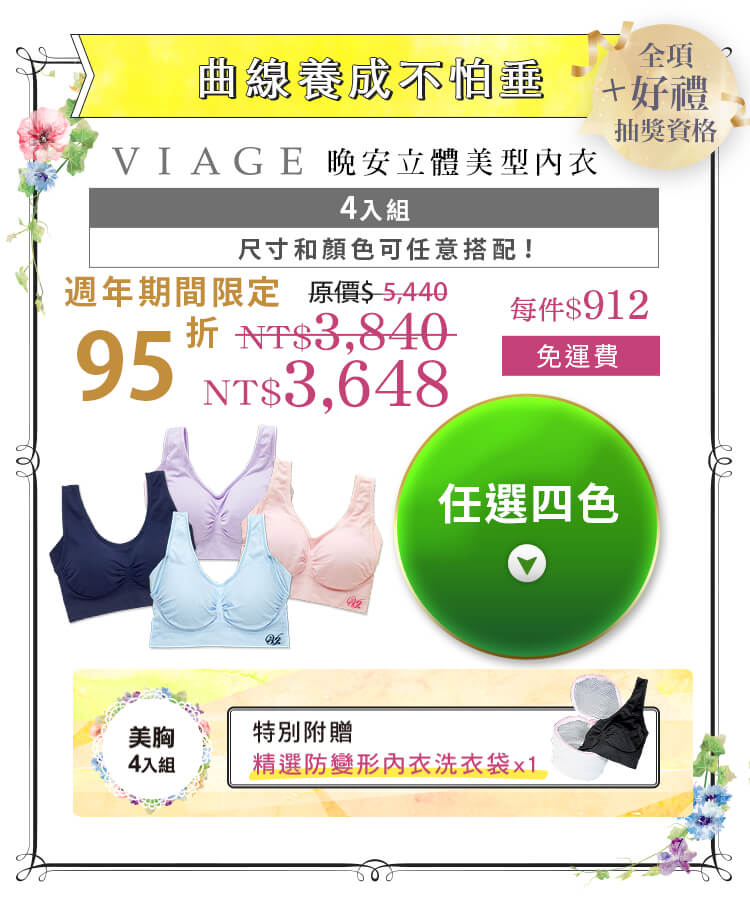 曲線養成不怕垂
全項
+好禮
抽獎資格
VIAGE 晚安立體美型內衣
4入組
尺寸和顏色可任意搭配！
週年期間限定
95折
原價$ 5,440
NT$3,840
NT$3,648
每件$912
免運費
任選四色
美胸
4入組
特別附贈
精選防變形內衣洗衣袋x1